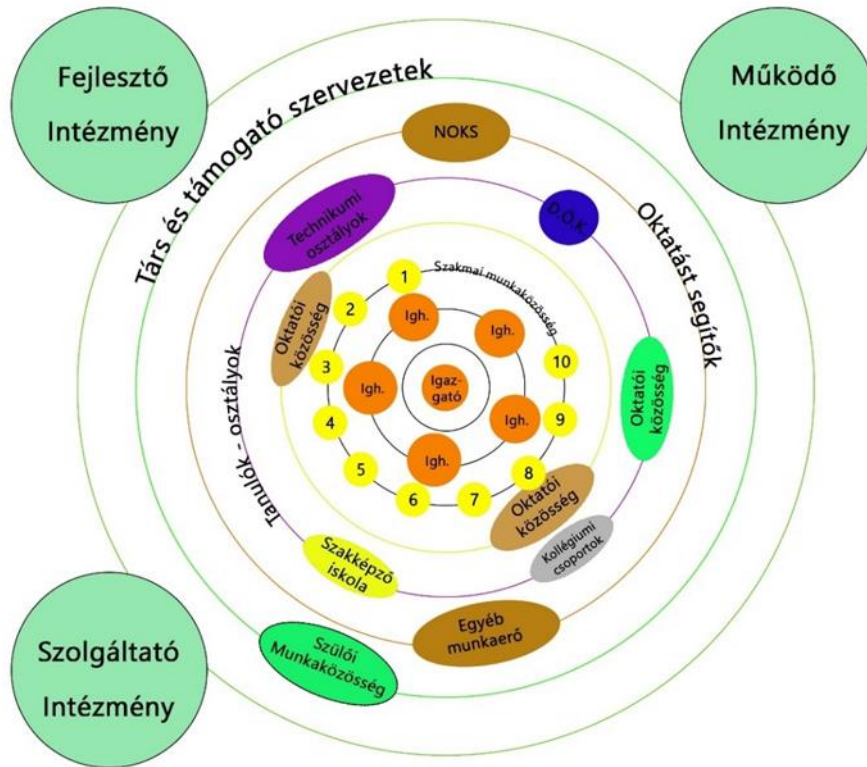 Fejlesztő
Intézmény
Működő
Intézmény
Társ és támogató szervezetek
NOKS
Technikumi
osztályok
D.Ö.K.
Oktatást segítők
Oktatói
közösség
Szakmai munkaközösség
1
2
3
4
5
6
7
8
9
10
Igh.
Igh.
Igh.
Igh.
Igh.
Igaz-
gató
Oktatói
közösség
Tanulók - osztályok
Oktatói
közösség
Kollégiumi
csoportok
Szakképző
iskola
Egyéb
munkaerő
Szülői
Munkaközösség
Szolgáltató
Intézmény